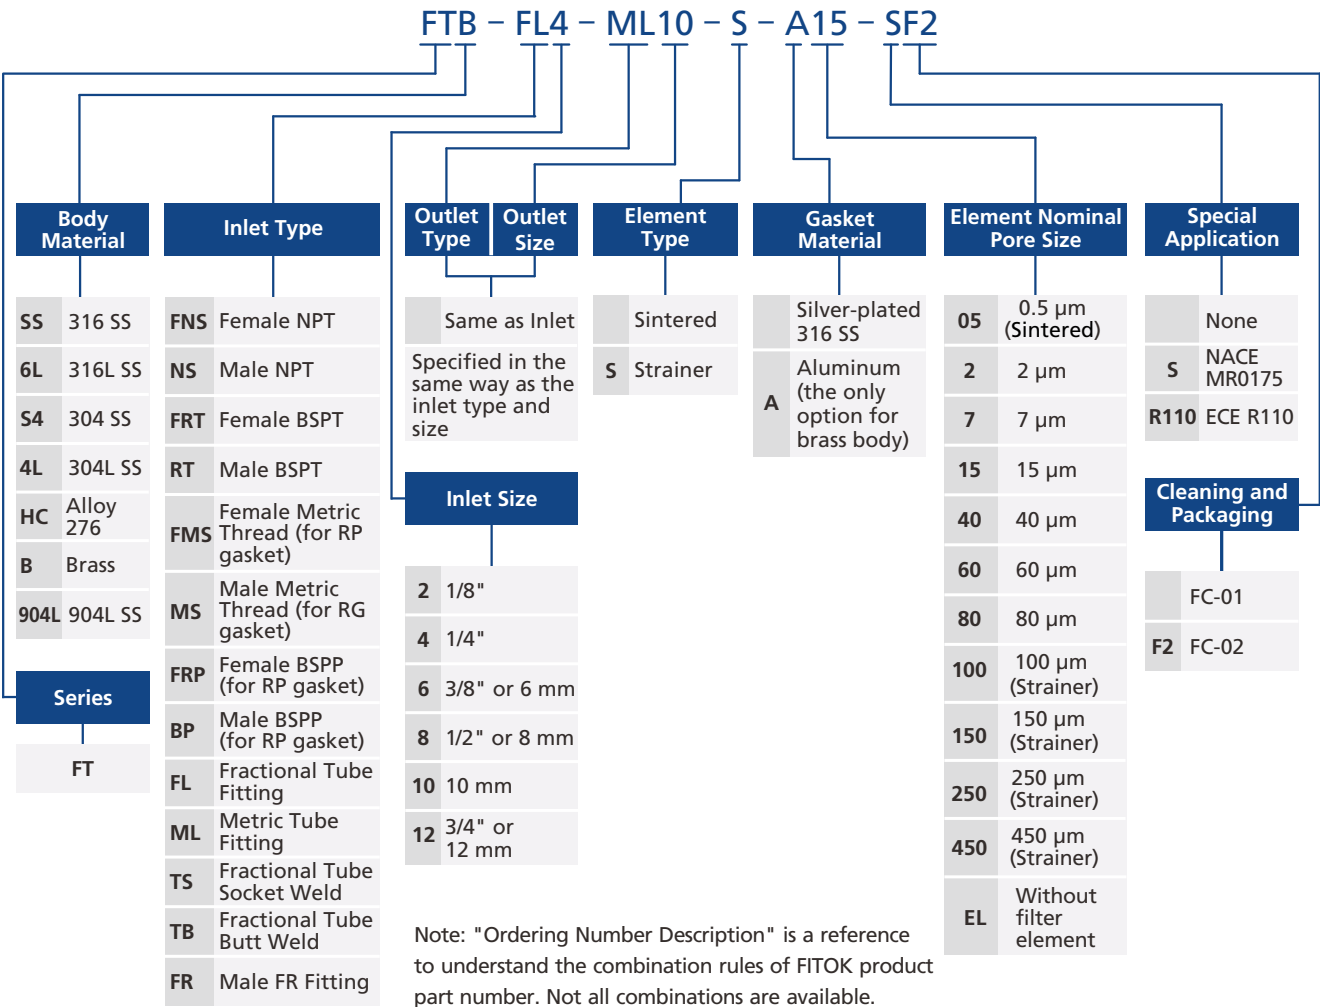 FTB – FL4 – ML10 – S – A15 – SF2
Body
Material
SS 316 SS
6L 316L SS
S4 304 SS
4L 304L SS
HC Alloy
276
B Brass
904L 904L SS
Series
FT
Inlet Type
FNS Female NPT
NS Male NPT
FRT Female BSPT
RT Male BSPT
FMS Female Metric
Thread (for RP
gasket)
MS Male Metric
Thread (for RG
gasket)
FRP Female BSPP
(for RP gasket)
BP Male BSPP
(for RP gasket)
FL Fractional Tube
Fitting
ML Metric Tube
Fitting
TS Fractional Tube
Socket Weld
TB Fractional Tube
Butt Weld
FR Male FR Fitting
Outlet
Type
Outlet
Size
Same as Inlet
Specified in the
same way as the
inlet type and
size
Inlet Size
2 1/8"
4 1/4"
6 3/8" or 6 mm
8 1/2" or 8 mm
10 10 mm
12 3/4" or
12 mm
Element
Type
Sintered
S Strainer
Gasket
Material
Silver-plated
316 SS
A Aluminum
(the only
option for
brass body)
Element Nominal
Pore Size
05 0.5 µm
(Sintered)
2 2 µm
7 7 µm
15 15 µm
40 40 µm
60 60 µm
80 80 µm
100 100 µm
(Strainer)
150 150 µm
(Strainer)
250 250 µm
(Strainer)
450 450 µm
(Strainer)
EL Without
filter
element
Special
Application
None
S NACE
MR0175
R110 ECE R110
Cleaning and
Packaging
FC-01
F2 FC-02
Note: "Ordering Number Description" is a reference
to understand the combination rules of FITOK product
part number. Not all combinations are available.